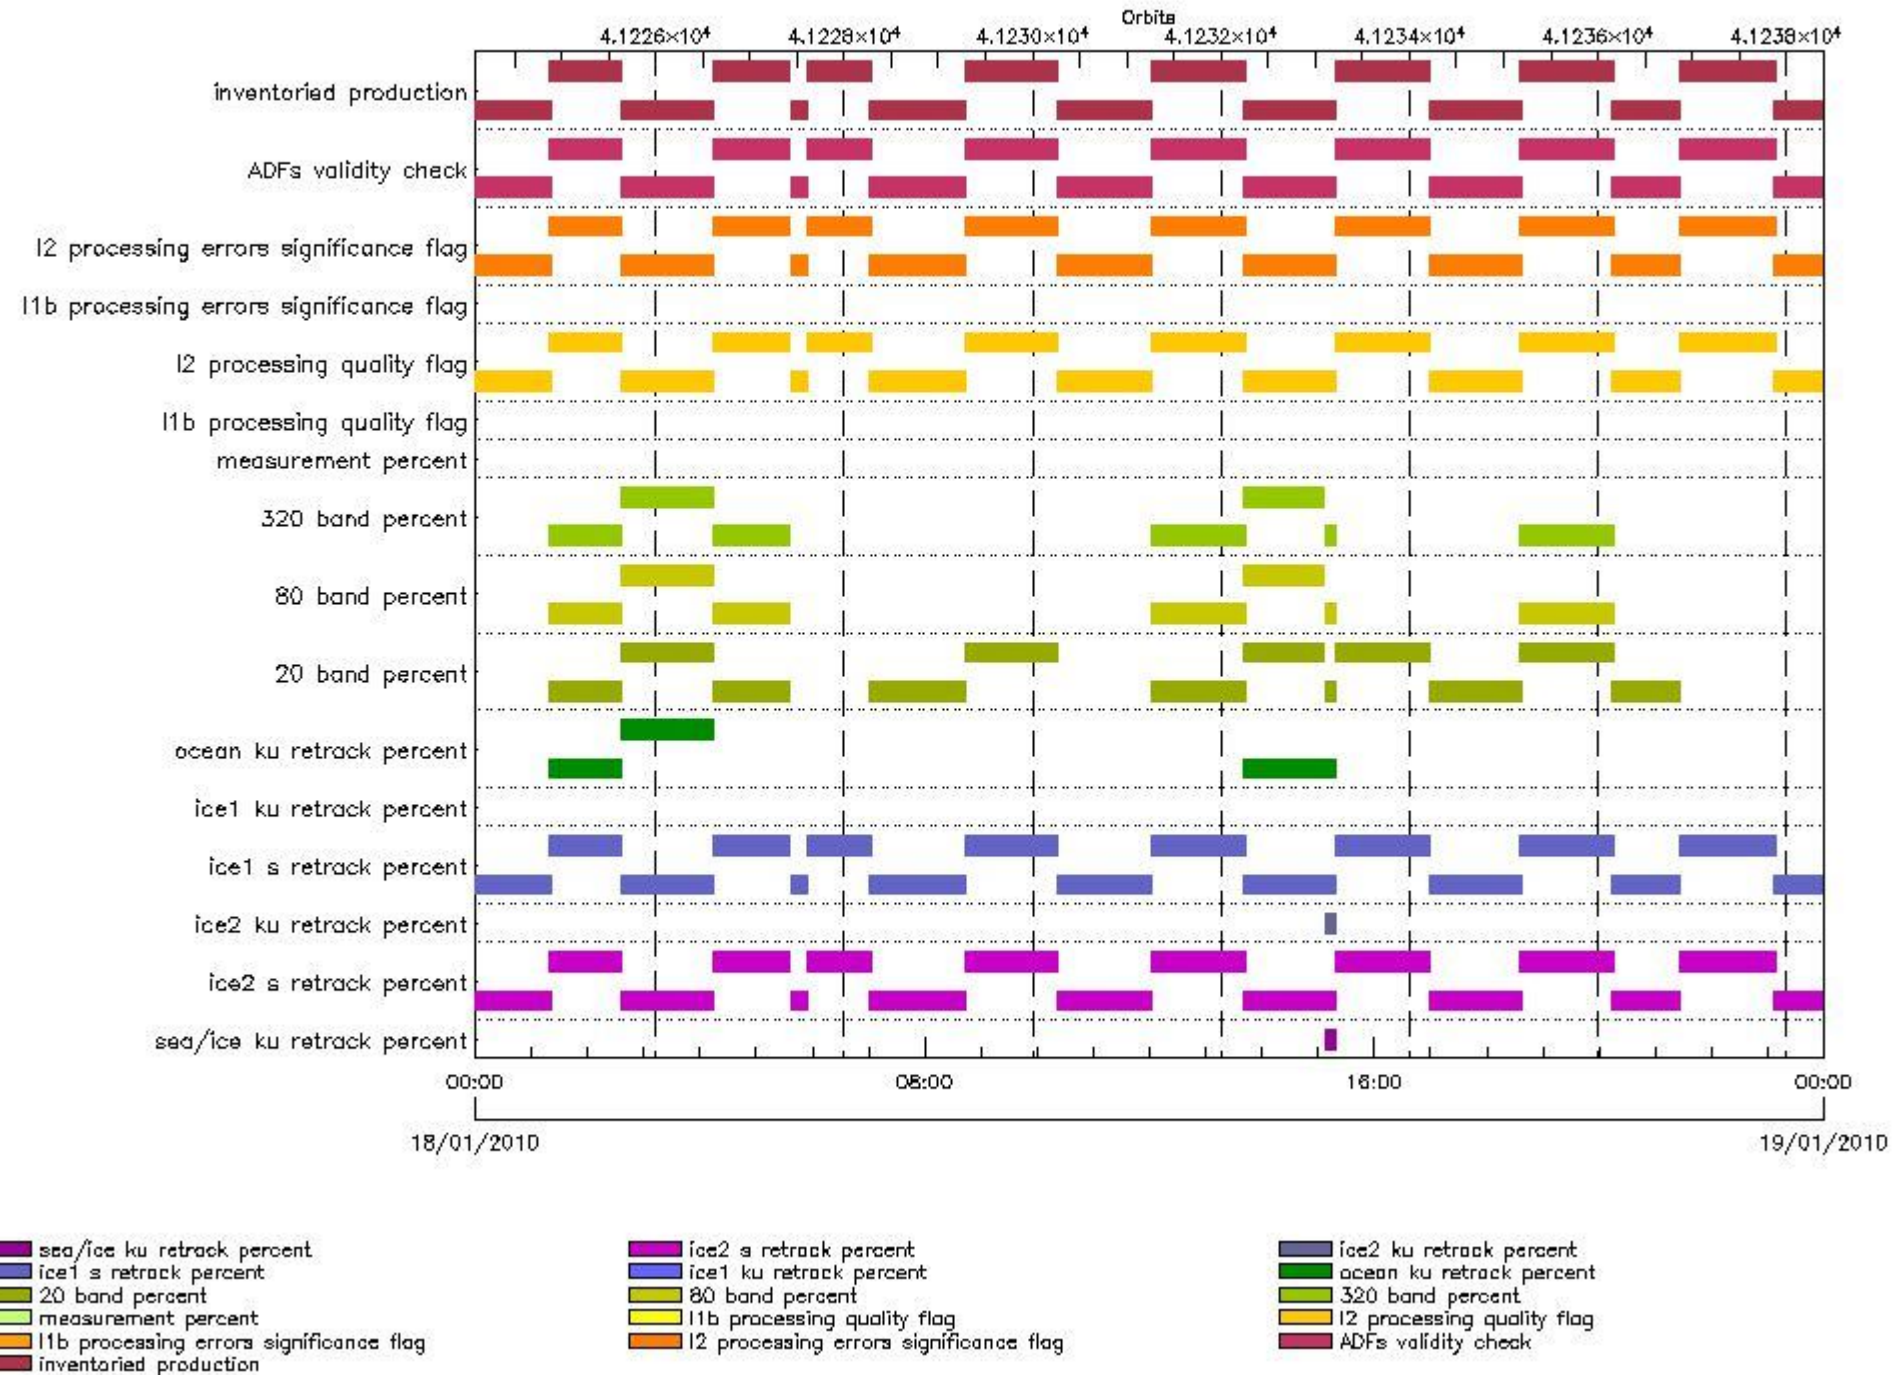 Orbits
4.1226×10⁴ 4.1228×10⁴ 4.1230×10⁴ 4.1232×10⁴ 4.1234×10⁴ 4.1236×10⁴ 4.1238×10⁴
inventoried production
ADFs validity check
l2 processing errors significance flag
l1b processing errors significance flag
l2 processing quality flag
l1b processing quality flag
measurement percent
320 band percent
80 band percent
20 band percent
ocean ku retrack percent
ice1 ku retrack percent
ice1 s retrack percent
ice2 ku retrack percent
ice2 s retrack percent
sea/ice ku retrack percent
00:00 08:00 16:00 00:00
18/01/2010 19/01/2010
sea/ice ku retrack percent ice2 s retrack percent ice2 ku retrack percent
ice1 s retrack percent ice1 ku retrack percent ocean ku retrack percent
20 band percent 80 band percent 320 band percent
measurement percent l1b processing quality flag l2 processing quality flag
l1b processing errors significance flag l2 processing errors significance flag ADFs validity check
inventoried production